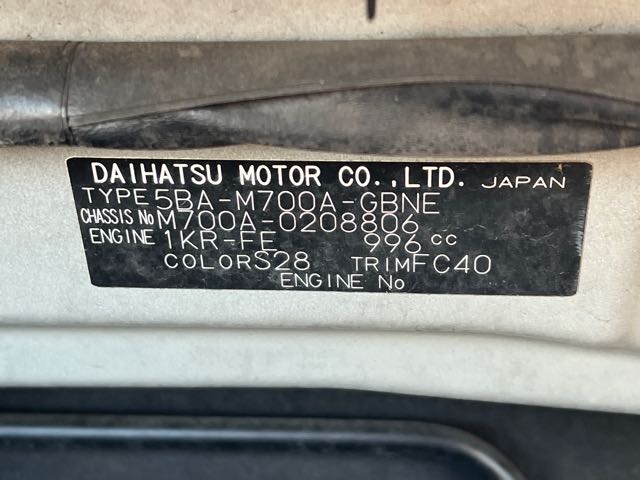 DAIHATSU MOTOR CO.,LTD. JAPAN
TYPE 5BA-M700A-GBNE
CHASSIS No M700A-0208806
ENGINE 1KR-FE 996 cc
COLOR S28 TRIM FC40
ENGINE No